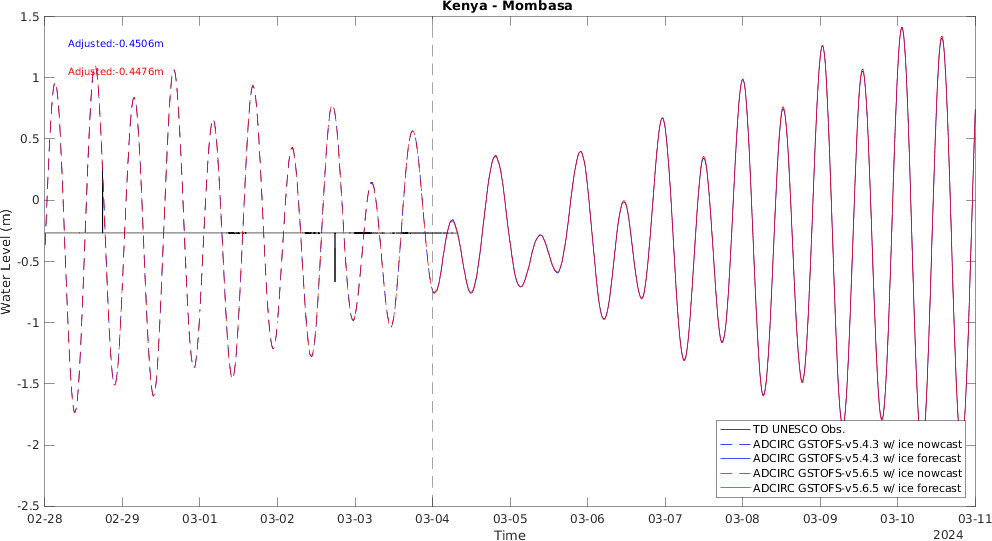 Kenya - Mombasa
Adjusted:-0.4506m
Adjusted:-0.4476m
Water Level (m)
1.5
1
0.5
0
-0.5
-1
-1.5
-2
-2.5
TD UNESCO Obs.
ADCIRC GSTOFS-v5.4.3 w/ ice nowcast
ADCIRC GSTOFS-v5.4.3 w/ ice forecast
ADCIRC GSTOFS-v5.6.5 w/ ice nowcast
ADCIRC GSTOFS-v5.6.5 w/ ice forecast
02-28 02-29 03-01 03-02 03-03 03-04 03-05 03-06 03-07 03-08 03-09 03-10 03-11
Time
2024